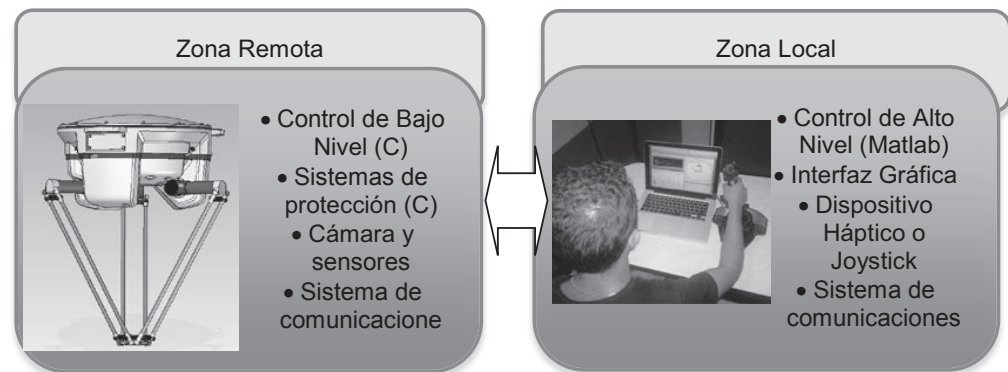 Zona Remota
• Control de Bajo
Nivel (C)
• Sistemas de
protección (C)
• Cámara y
sensores
• Sistema de
comunicacione
Zona Local
• Control de Alto
Nivel (Matlab)
• Interfaz Gráfica
• Dispositivo
Háptico o
Joystick
• Sistema de
comunicaciones